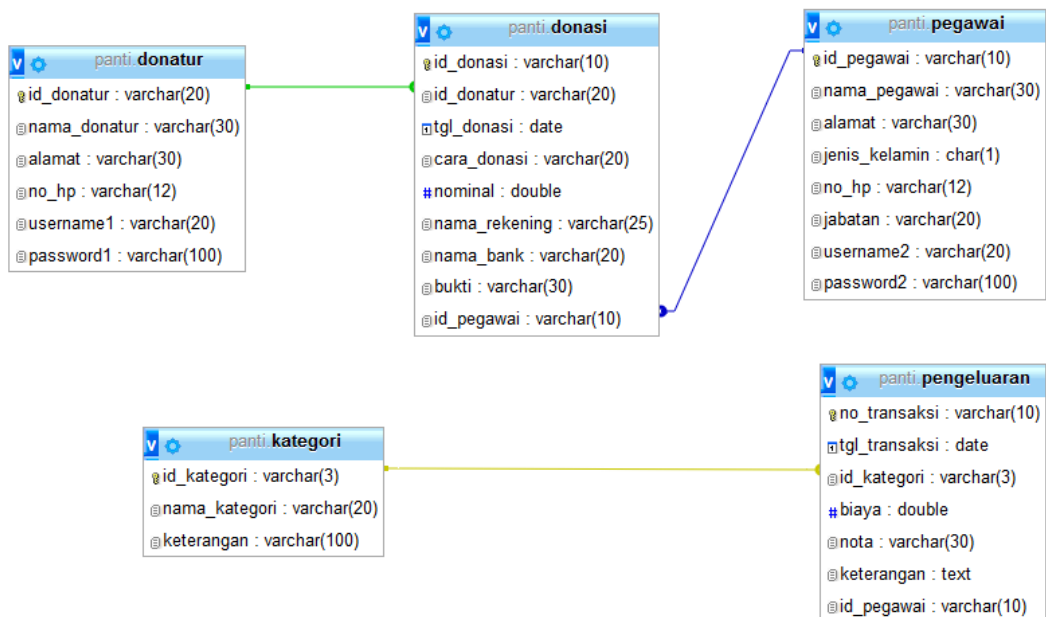 panti.donatur
id_donatur : varchar(20)
nama_donatur : varchar(30)
alamat : varchar(30)
no_hp : varchar(12)
username1 : varchar(20)
password1 : varchar(100)
panti.donasi
id_donasi : varchar(10)
id_donatur : varchar(20)
tgl_donasi : date
cara_donasi : varchar(20)
# nominal : double
nama_rekening : varchar(25)
nama_bank : varchar(20)
bukti : varchar(30)
id_pegawai : varchar(10)
panti.pegawai
id_pegawai : varchar(10)
nama_pegawai : varchar(30)
alamat : varchar(30)
jenis_kelamin : char(1)
no_hp : varchar(12)
jabatan : varchar(20)
username2 : varchar(20)
password2 : varchar(100)
panti.kategori
id_kategori : varchar(3)
nama_kategori : varchar(20)
keterangan : varchar(100)
panti.pengeluaran
no_transaksi : varchar(10)
tgl_transaksi : date
id_kategori : varchar(3)
# biaya : double
nota : varchar(30)
keterangan : text
id_pegawai : varchar(10)